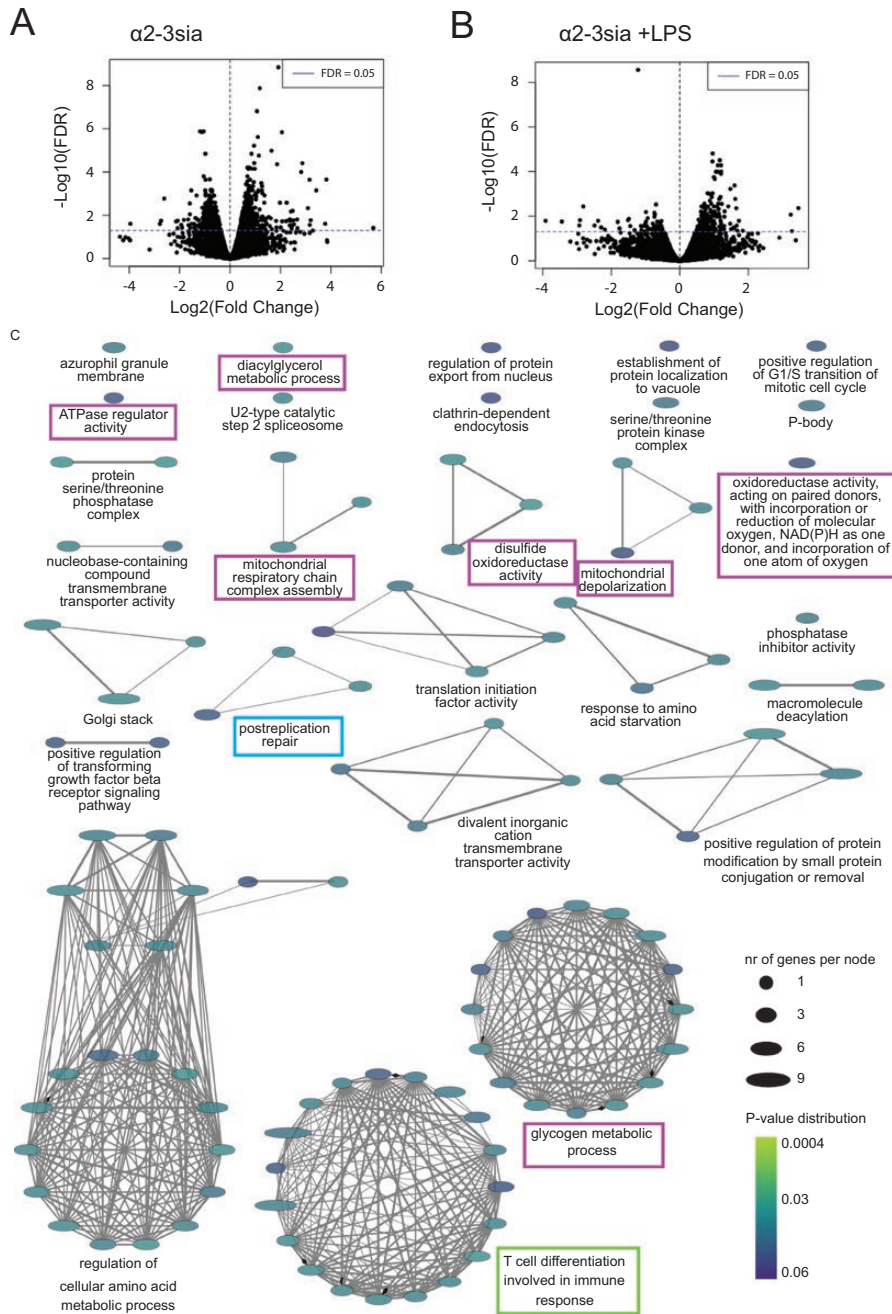 A
α2-3sia
B
α2-3sia +LPS
FDR = 0.05
FDR = 0.05
8
6
4
2
0
-Log10(FDR)
-4
-2
0
2
4
6
Log2(Fold Change)
8
6
4
2
0
-Log10(FDR)
-4
-2
0
2
4
Log2(Fold Change)
C
azurophil granule
membrane
diacylglycerol
metabolic process
regulation of protein
export from nucleus
establishment of
protein localization
to vacuole
positive regulation
of G1/S transition of
mitotic cell cycle
ATPase regulator
activity
U2-type catalytic
step 2 spliceosome
clathrin-dependent
endocytosis
serine/threonine
protein kinase
complex
P-body
protein
serine/threonine
phosphatase
complex
oxidoreductase activity,
acting on paired donors,
with incorporation or
reduction of molecular
oxygen, NAD(P)H as one
donor, and incorporation of
one atom of oxygen
nucleobase-containing
compound
transmembrane
transporter activity
mitochondrial
respiratory chain
complex assembly
disulfide
oxidoreductase
activity
mitochondrial
depolarization
phosphatase
inhibitor activity
Golgi stack
translation initiation
factor activity
response to amino
acid starvation
macromolecule
deacylation
postreplication
repair
positive regulation
of transforming
growth factor beta
receptor signaling
pathway
divalent inorganic
cation
transmembrane
transporter activity
positive regulation of protein
modification by small protein
conjugation or removal
nr of genes per node
1
3
6
9
P-value distribution
0.0004
0.03
0.06
glycogen metabolic
process
T cell differentiation
involved in immune
response
regulation of
cellular amino acid
metabolic process